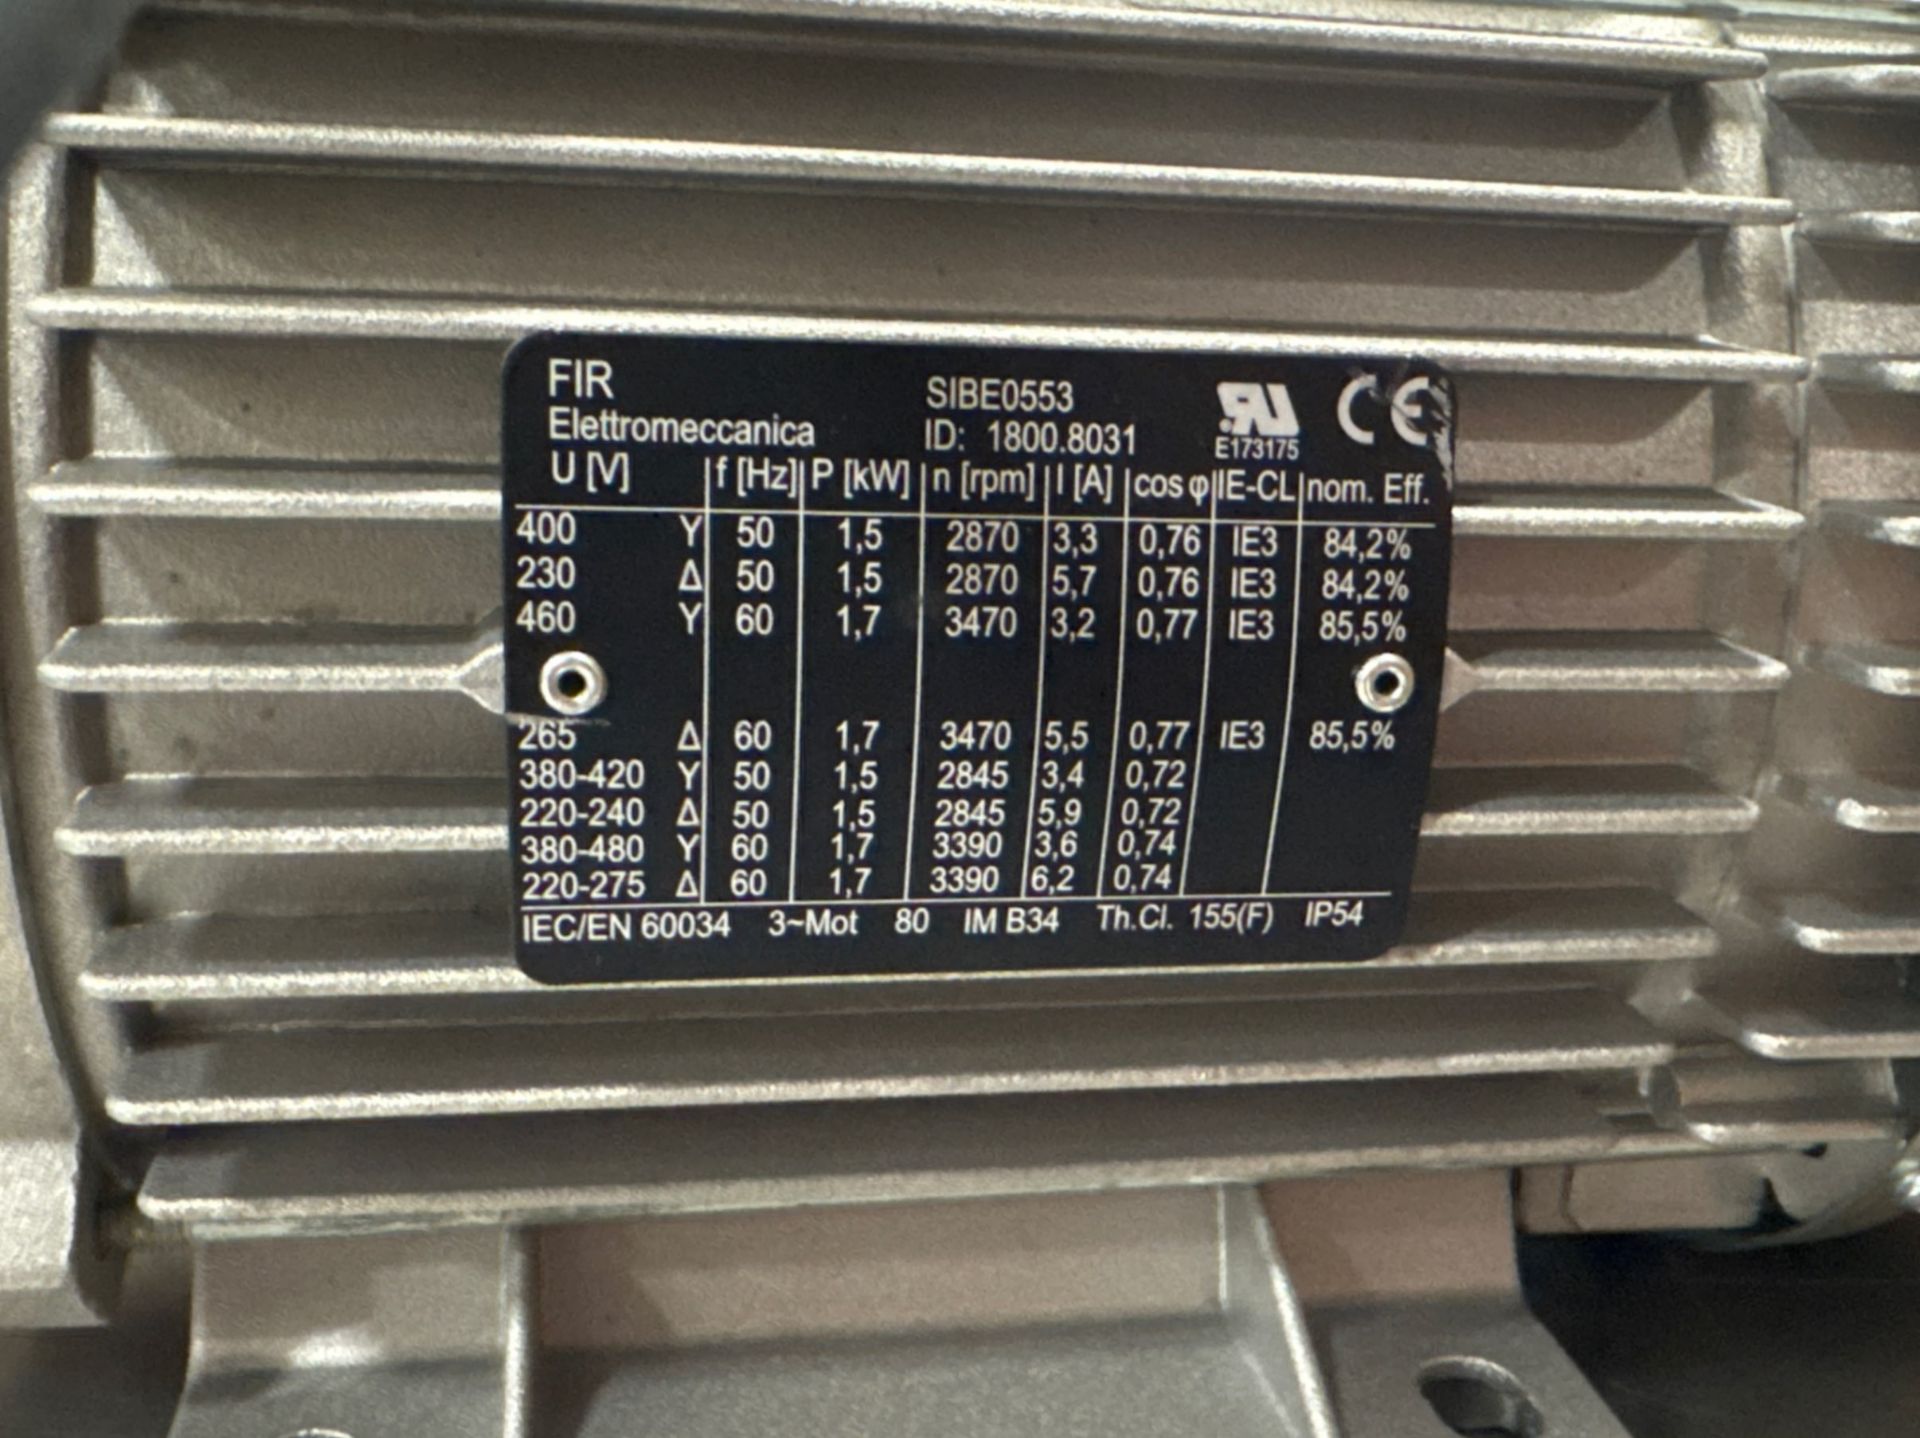 FIR SIBE0553
Elettromeccanica ID: 1800.8031 E173175 CE
U [V] f [Hz] P [kW] n [rpm] I [A] cos φ IE-CL nom. Eff.
400 Y 50 1,5 2870 3,3 0,76 IE3 84,2%
230 Δ 50 1,5 2870 5,7 0,76 IE3 84,2%
460 Y 60 1,7 3470 3,2 0,77 IE3 85,5%
265 Δ 60 1,7 3470 5,5 0,77 IE3 85,5%
380-420 Y 50 1,5 2845 3,4 0,72
220-240 Δ 50 1,5 2845 5,9 0,72
380-480 Y 60 1,7 3390 3,6 0,74
220-275 Δ 60 1,7 3390 6,2 0,74
IEC/EN 60034 3~Mot 80 IM B34 Th.Cl. 155(F) IP54